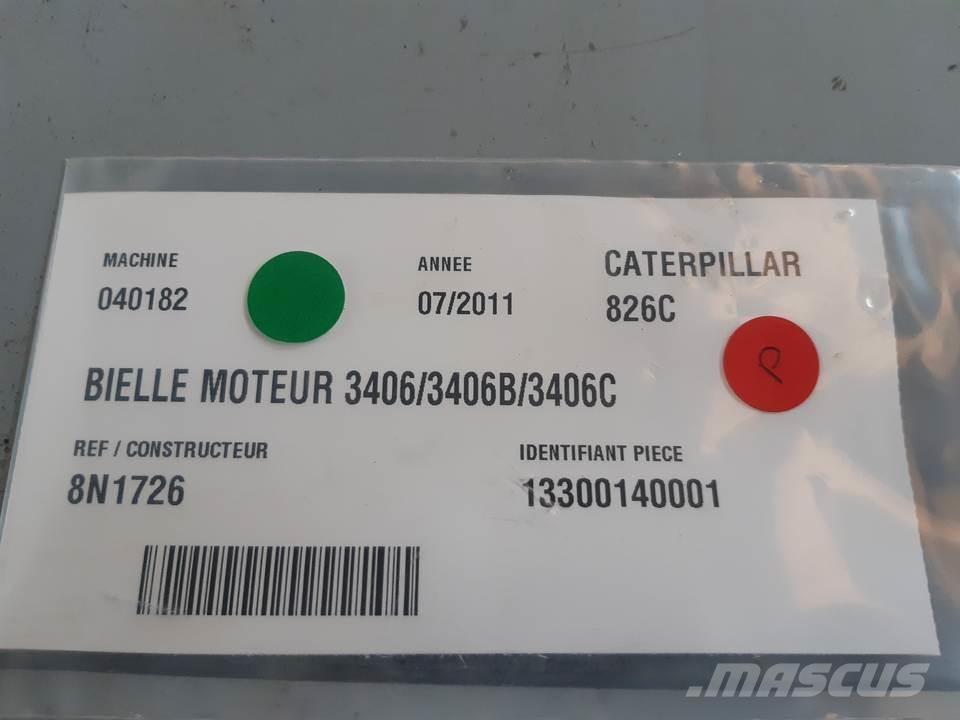 MACHINE
040182
ANNEE
07/2011
CATERPILLAR
826C
BIELLE MOTEUR 3406/3406B/3406C
REF / CONSTRUCTEUR
8N1726
IDENTIFIANT PIECE
13300140001
MASCUS